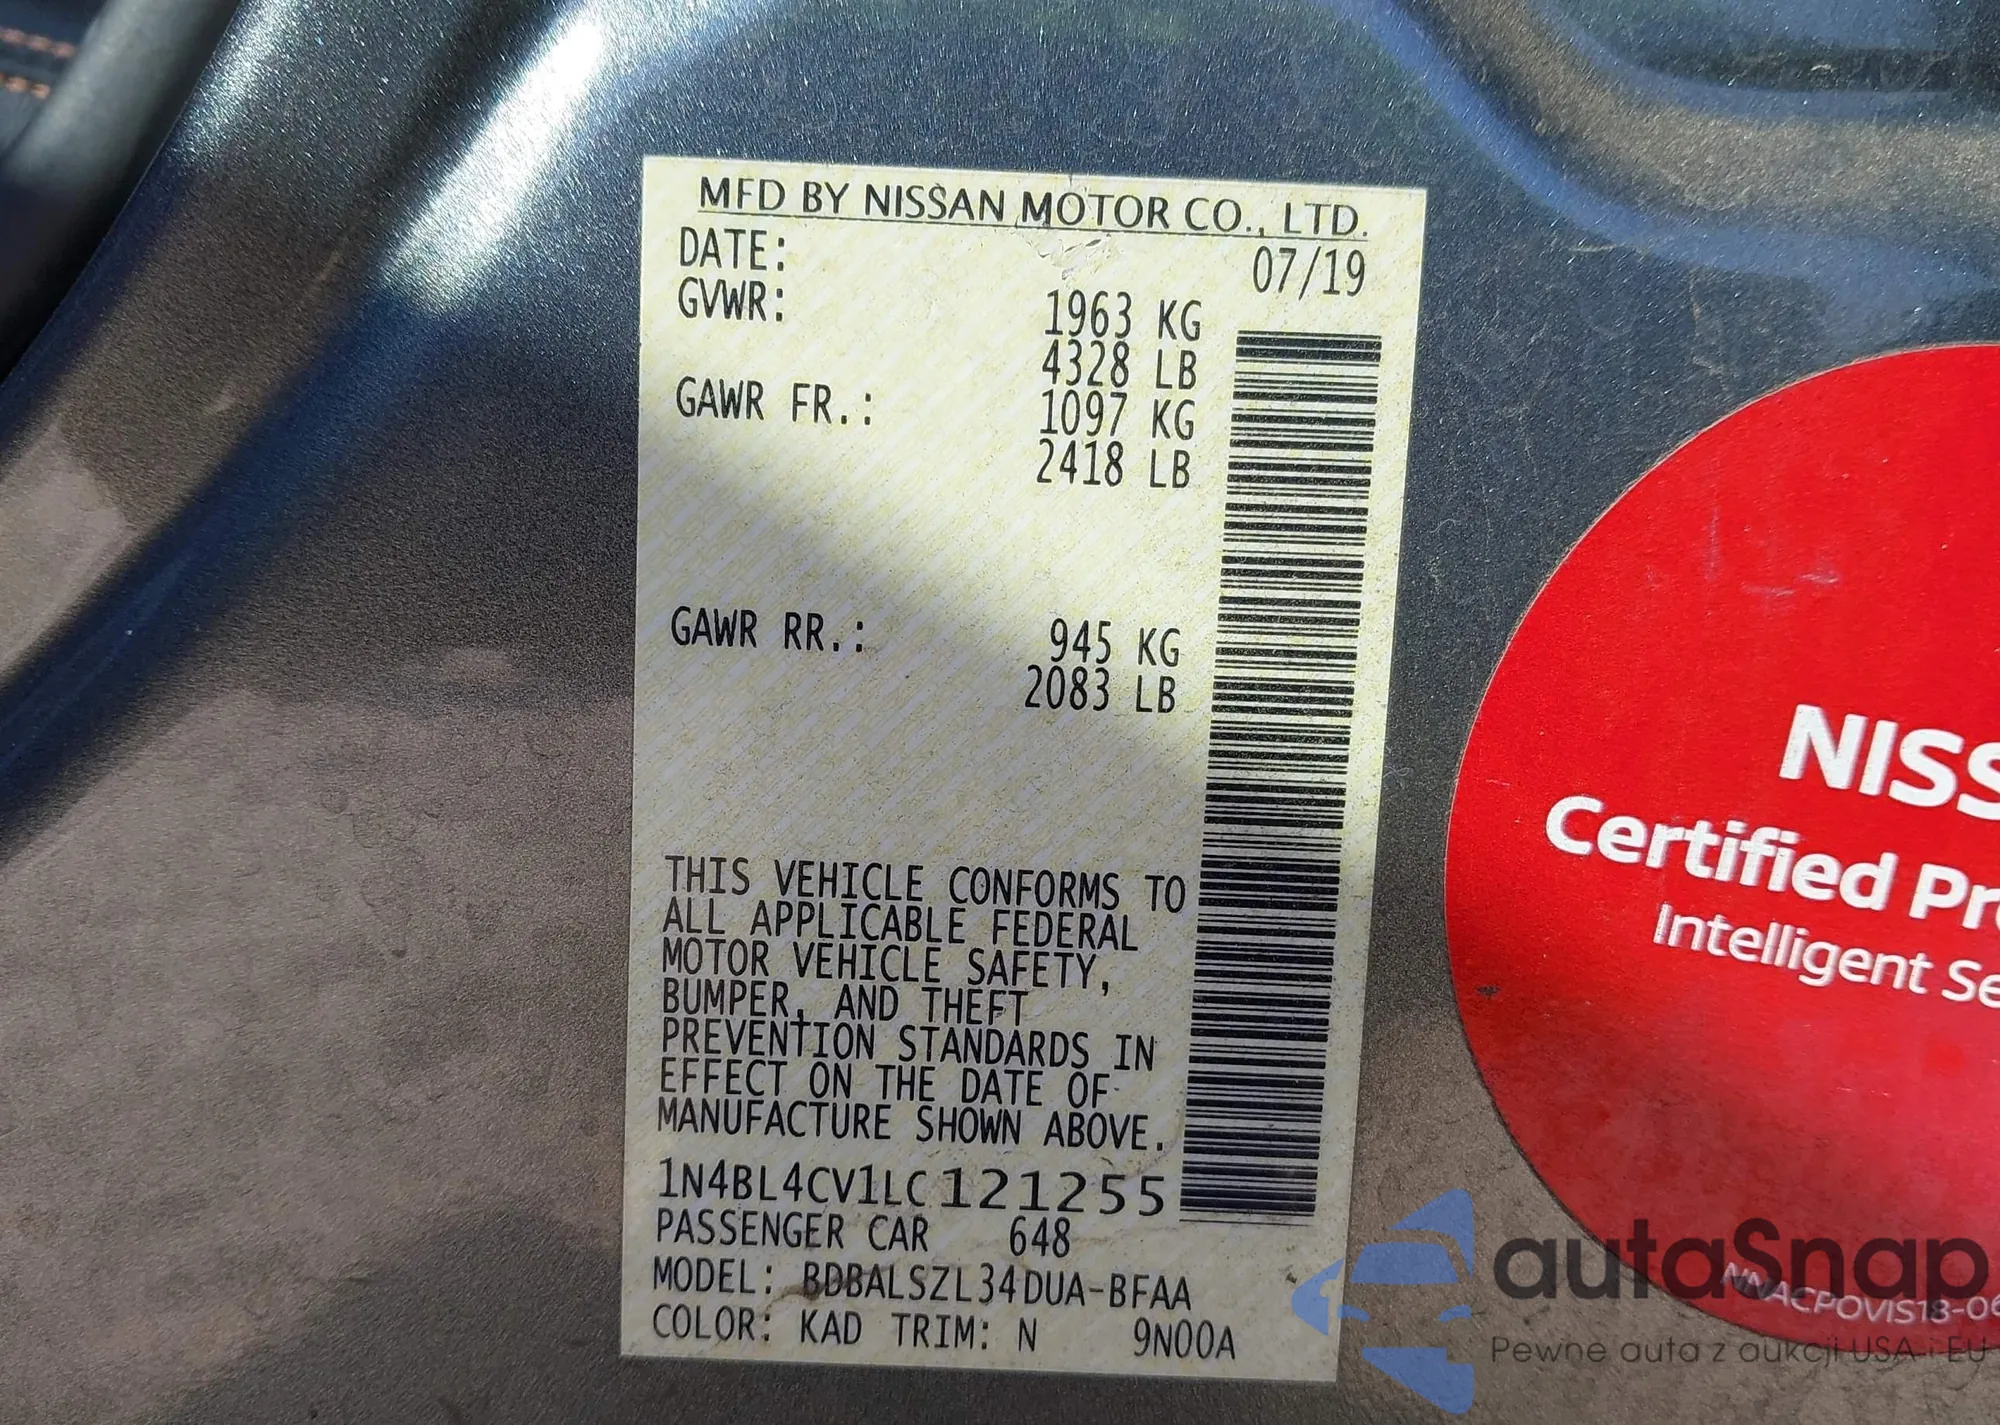 MFD BY NISSAN MOTOR CO., LTD.
DATE: 07/19
GVWR: 1963 KG
4328 LB
GAWR FR.: 1097 KG
2418 LB
GAWR RR.: 945 KG
2083 LB
THIS VEHICLE CONFORMS TO
ALL APPLICABLE FEDERAL
MOTOR VEHICLE SAFETY,
BUMPER, AND THEFT
PREVENTION STANDARDS IN
EFFECT ON THE DATE OF
MANUFACTURE SHOWN ABOVE.
1N4BL4CV1LC121255
PASSENGER CAR 648
MODEL: BDBALSZL34DUA-BFAA
COLOR: KAD TRIM: N 9N00A
NISS
Certified Pr
Intelligent Se
NNACPOVIS18-06
autaSnap
Pewne auta z aukcji USA i EU